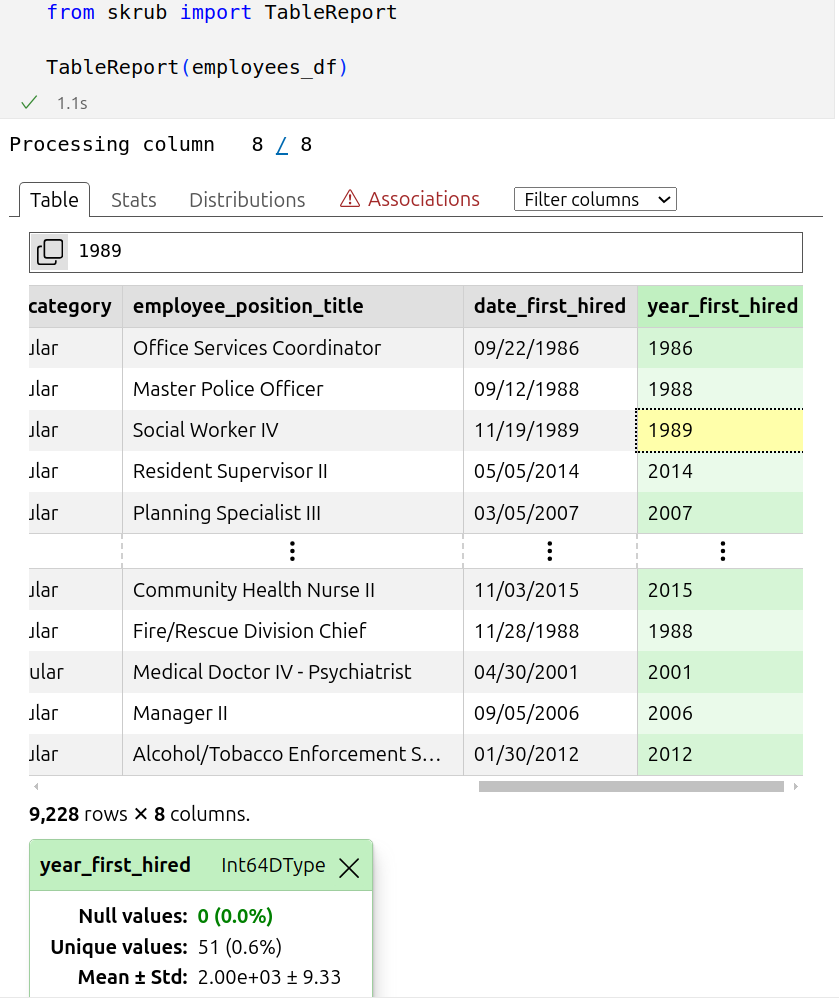 from skrub import TableReport
TableReport(employees_df)
1.1s
Processing column 8 / 8
Table Stats Distributions Associations Filter columns
1989
category employee_position_title date_first_hired year_first_hired
ular Office Services Coordinator 09/22/1986 1986
ular Master Police Officer 09/12/1988 1988
ular Social Worker IV 11/19/1989 1989
ular Resident Supervisor II 05/05/2014 2014
ular Planning Specialist III 03/05/2007 2007
ular Community Health Nurse II 11/03/2015 2015
ular Fire/Rescue Division Chief 11/28/1988 1988
ular Medical Doctor IV - Psychiatrist 04/30/2001 2001
ular Manager II 09/05/2006 2006
ular Alcohol/Tobacco Enforcement S… 01/30/2012 2012
9,228 rows ✕ 8 columns.
year_first_hired Int64DType
Null values: 0 (0.0%)
Unique values: 51 (0.6%)
Mean ± Std: 2.00e+03 ± 9.33